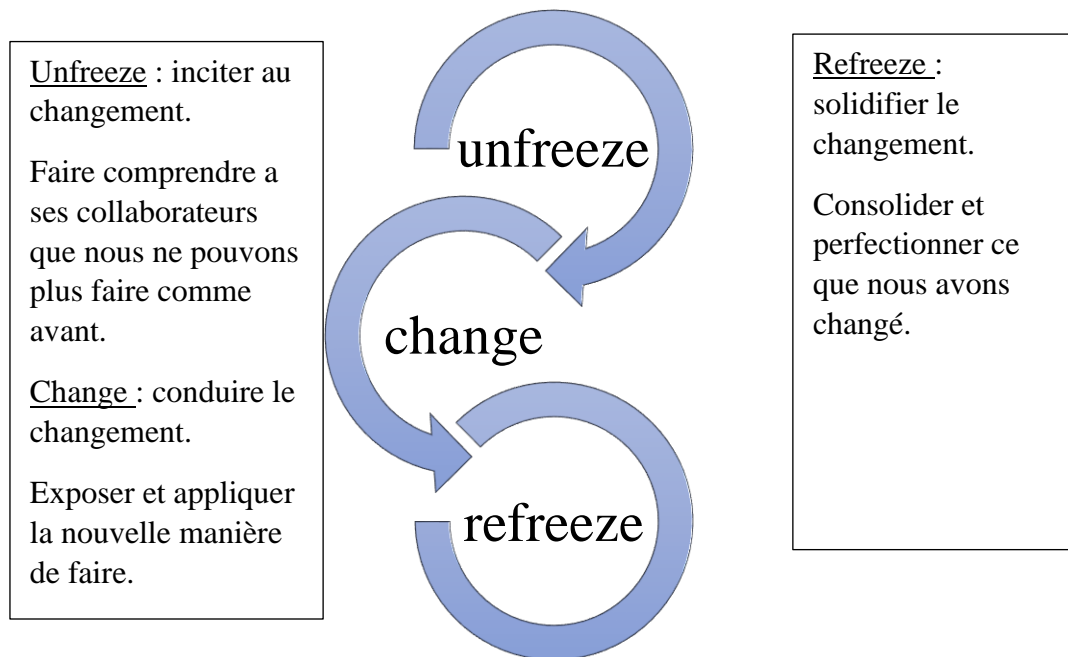 Unfreeze : inciter au
changement.
Faire comprendre a
ses collaborateurs
que nous ne pouvons
plus faire comme
avant.
Change : conduire le
changement.
Exposer et appliquer
la nouvelle manière
de faire.
unfreeze
change
refreeze
Refreeze :
solidifier le
changement.
Consolider et
perfectionner ce
que nous avons
changé.